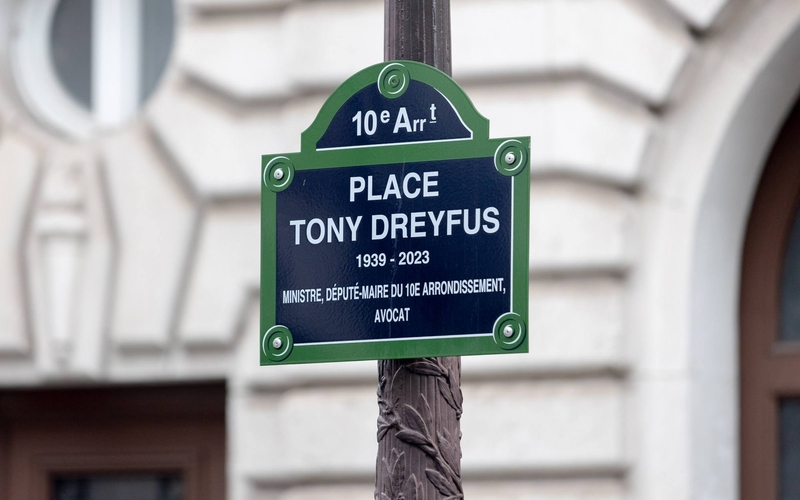 10e Arrt
PLACE
TONY DREYFUS
1939 - 2023
MINISTRE, DÉPUTÉ-MAIRE DU 10E ARRONDISSEMENT,
AVOCAT